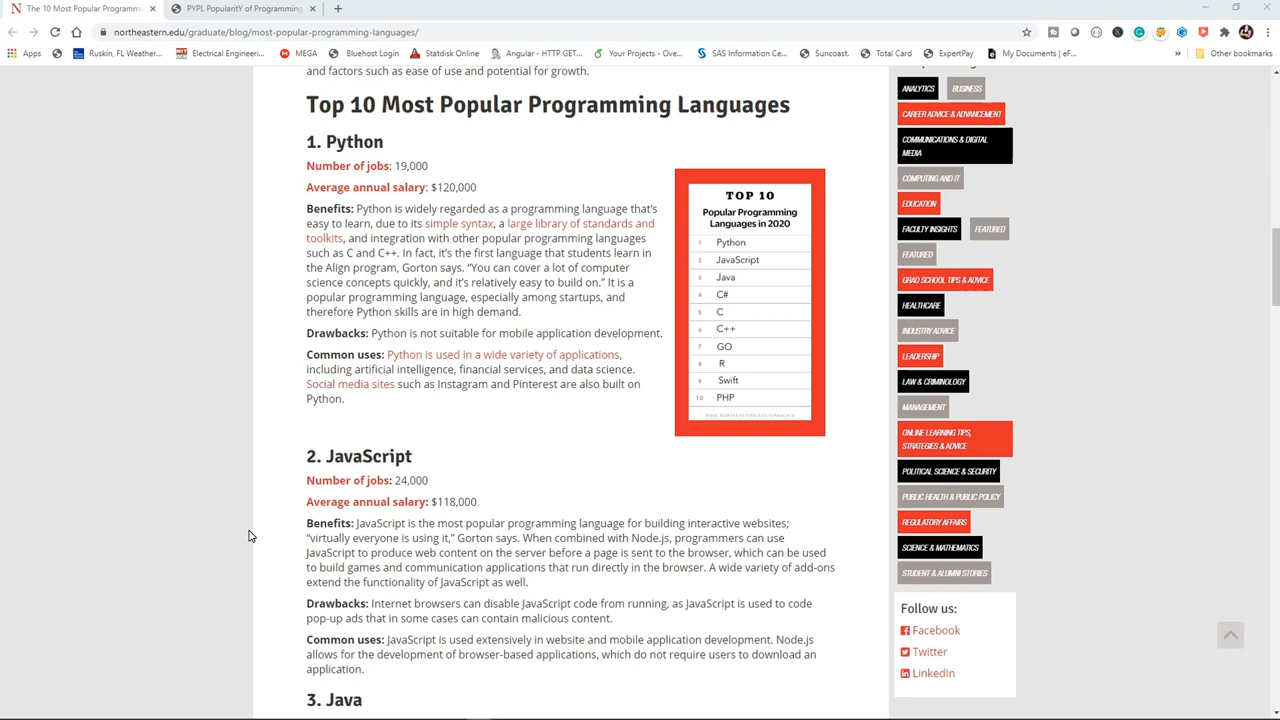 The 10 Most Popular Programm
PYPL PopularitY of Programming
northeastern.edu/graduate/blog/most-popular-programming-languages/
Apps
Ruskin, FL Weather...
Electrical Engineeri...
MEGA
Bluehost Login
Statdisk Online
Angular - HTTP GET...
Your Projects - Ove...
SAS Information Ce...
Suncoast.
Total Card
ExpertPay
My Documents | eF...
»
Other bookmarks
and factors such as ease of use and potential for growth.
Top 10 Most Popular Programming Languages
1. Python
Number of jobs: 19,000
Average annual salary: $120,000
Benefits: Python is widely regarded as a programming language that's
easy to learn, due to its simple syntax, a large library of standards and
toolkits, and integration with other popular programming languages
such as C and C++. In fact, it's the first language that students learn in
the Align program, Gorton says. “You can cover a lot of computer
science concepts quickly, and it's relatively easy to build on.” It is a
popular programming language, especially among startups, and
therefore Python skills are in high demand.
Drawbacks: Python is not suitable for mobile application development.
Common uses: Python is used in a wide variety of applications,
including artificial intelligence, financial services, and data science.
Social media sites such as Instagram and Pinterest are also built on
Python.
TOP 10
Popular Programming
Languages in 2020
1 Python
2 JavaScript
3 Java
4 C#
5 C
6 C++
7 GO
8 R
9 Swift
10 PHP
WWW.NORTHEASTERN.EDU/GRADUATE
2. JavaScript
Number of jobs: 24,000
Average annual salary: $118,000
Benefits: JavaScript is the most popular programming language for building interactive websites;
“virtually everyone is using it,” Gorton says. When combined with Node.js, programmers can use
JavaScript to produce web content on the server before a page is sent to the browser, which can be used
to build games and communication applications that run directly in the browser. A wide variety of add-ons
extend the functionality of JavaScript as well.
Drawbacks: Internet browsers can disable JavaScript code from running, as JavaScript is used to code
pop-up ads that in some cases can contain malicious content.
Common uses: JavaScript is used extensively in website and mobile application development. Node.js
allows for the development of browser-based applications, which do not require users to download an
application.
3. Java
ANALYTICS
BUSINESS
CAREER ADVICE & ADVANCEMENT
COMMUNICATIONS & DIGITAL
MEDIA
COMPUTING AND IT
EDUCATION
FACULTY INSIGHTS
FEATURED
FEATURED
GRAD SCHOOL TIPS & ADVICE
HEALTHCARE
INDUSTRY ADVICE
LEADERSHIP
LAW & CRIMINOLOGY
MANAGEMENT
ONLINE LEARNING TIPS,
STRATEGIES & ADVICE
POLITICAL SCIENCE & SECURITY
PUBLIC HEALTH & PUBLIC POLICY
REGULATORY AFFAIRS
SCIENCE & MATHEMATICS
STUDENT & ALUMNI STORIES
Follow us:
Facebook
Twitter
LinkedIn